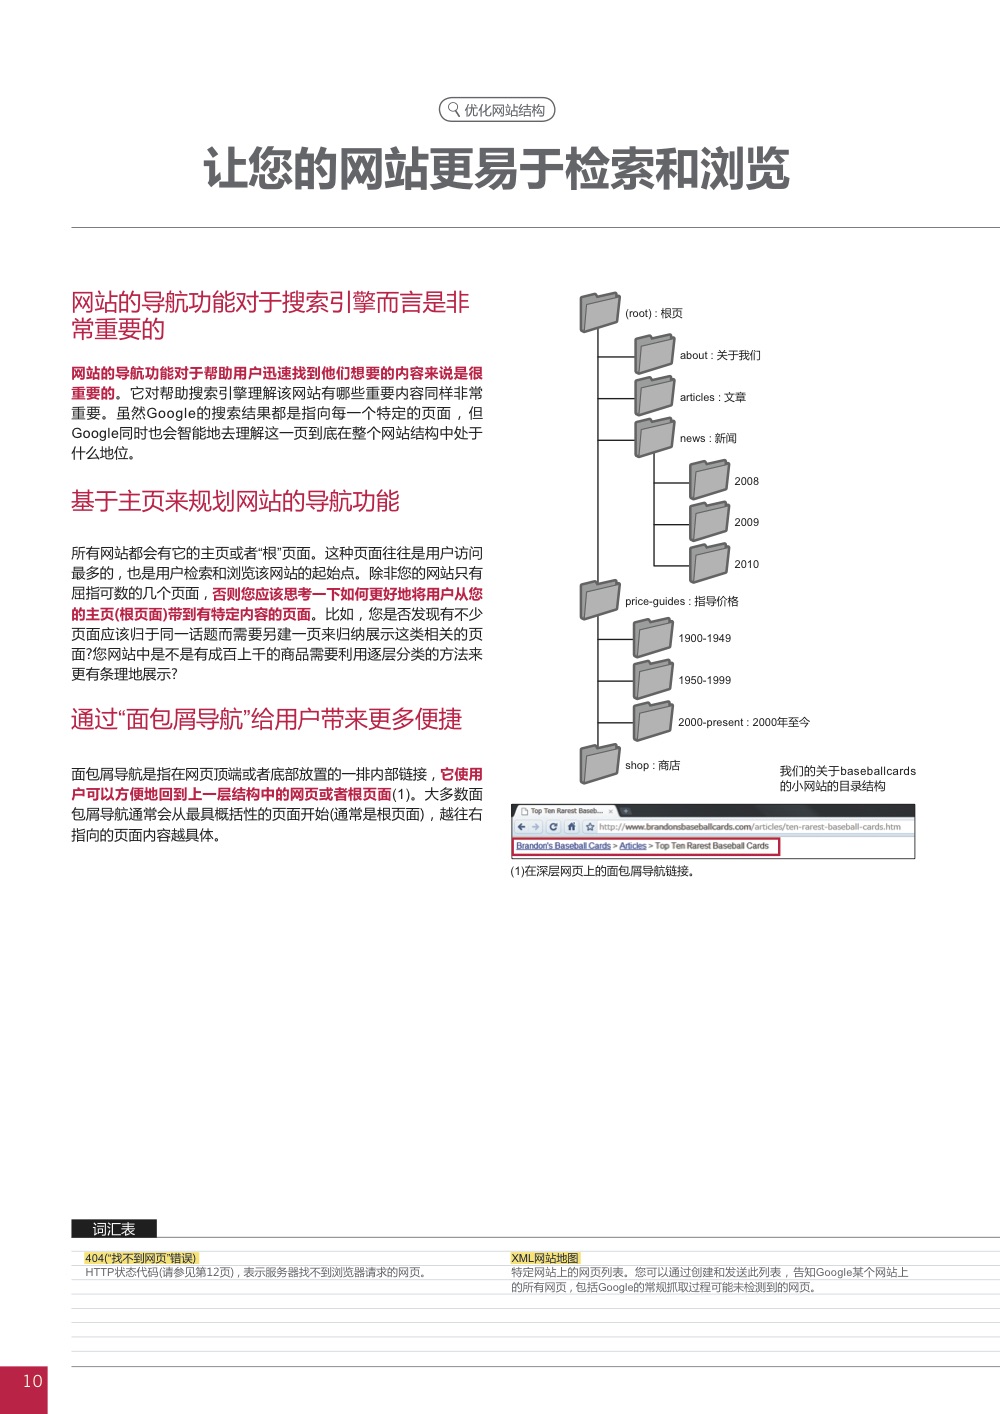 优化网站结构
让您的网站更易于检索和浏览
网站的导航功能对于搜索引擎而言是非
常重要的
网站的导航功能对于帮助用户迅速找到他们想要的内容来说是很
重要的。它对帮助搜索引擎理解该网站有哪些重要内容同样非常
重要。虽然Google的搜索结果都是指向每一个特定的页面，但
Google同时也会智能地去理解这一页到底在整个网站结构中处于
什么地位。
基于主页来规划网站的导航功能
所有网站都会有它的主页或者“根”页面。这种页面往往是用户访问
最多的，也是用户检索和浏览该网站的起始点。除非您的网站只有
屈指可数的几个页面，否则您应该思考一下如何更好地将用户从您
的主页(根页面)带到有特定内容的页面。比如，您是否发现有不少
页面应该归于同一话题而需要另建一页来归纳展示这类相关的页
面?您网站中是不是有成百上千的商品需要利用逐层分类的方法来
更有条理地展示?
通过“面包屑导航”给用户带来更多便捷
面包屑导航是指在网页顶端或者底部放置的一排内部链接，它使用
户可以方便地回到上一层结构中的网页或者根页面(1)。大多数面
包屑导航通常会从最具概括性的页面开始(通常是根页面)，越往右
指向的页面内容越具体。
(root) : 根页
about : 关于我们
articles : 文章
news : 新闻
2008
2009
2010
price-guides : 指导价格
1900-1949
1950-1999
2000-present : 2000年至今
shop : 商店
我们的关于baseballcards
的小网站的目录结构
Top Ten Rarest Baseb...
http://www.brandonsbaseballcards.com/articles/ten-rarest-baseball-cards.htm
Brandon's Baseball Cards > Articles > Top Ten Rarest Baseball Cards
(1)在深层网页上的面包屑导航链接。
词汇表
404(“找不到网页”错误)
HTTP状态代码(请参见第12页)，表示服务器找不到浏览器请求的网页。
XML网站地图
特定网站上的网页列表。您可以通过创建和发送此列表，告知Google某个网站上
的所有网页，包括Google的常规抓取过程可能未检测到的网页。
10